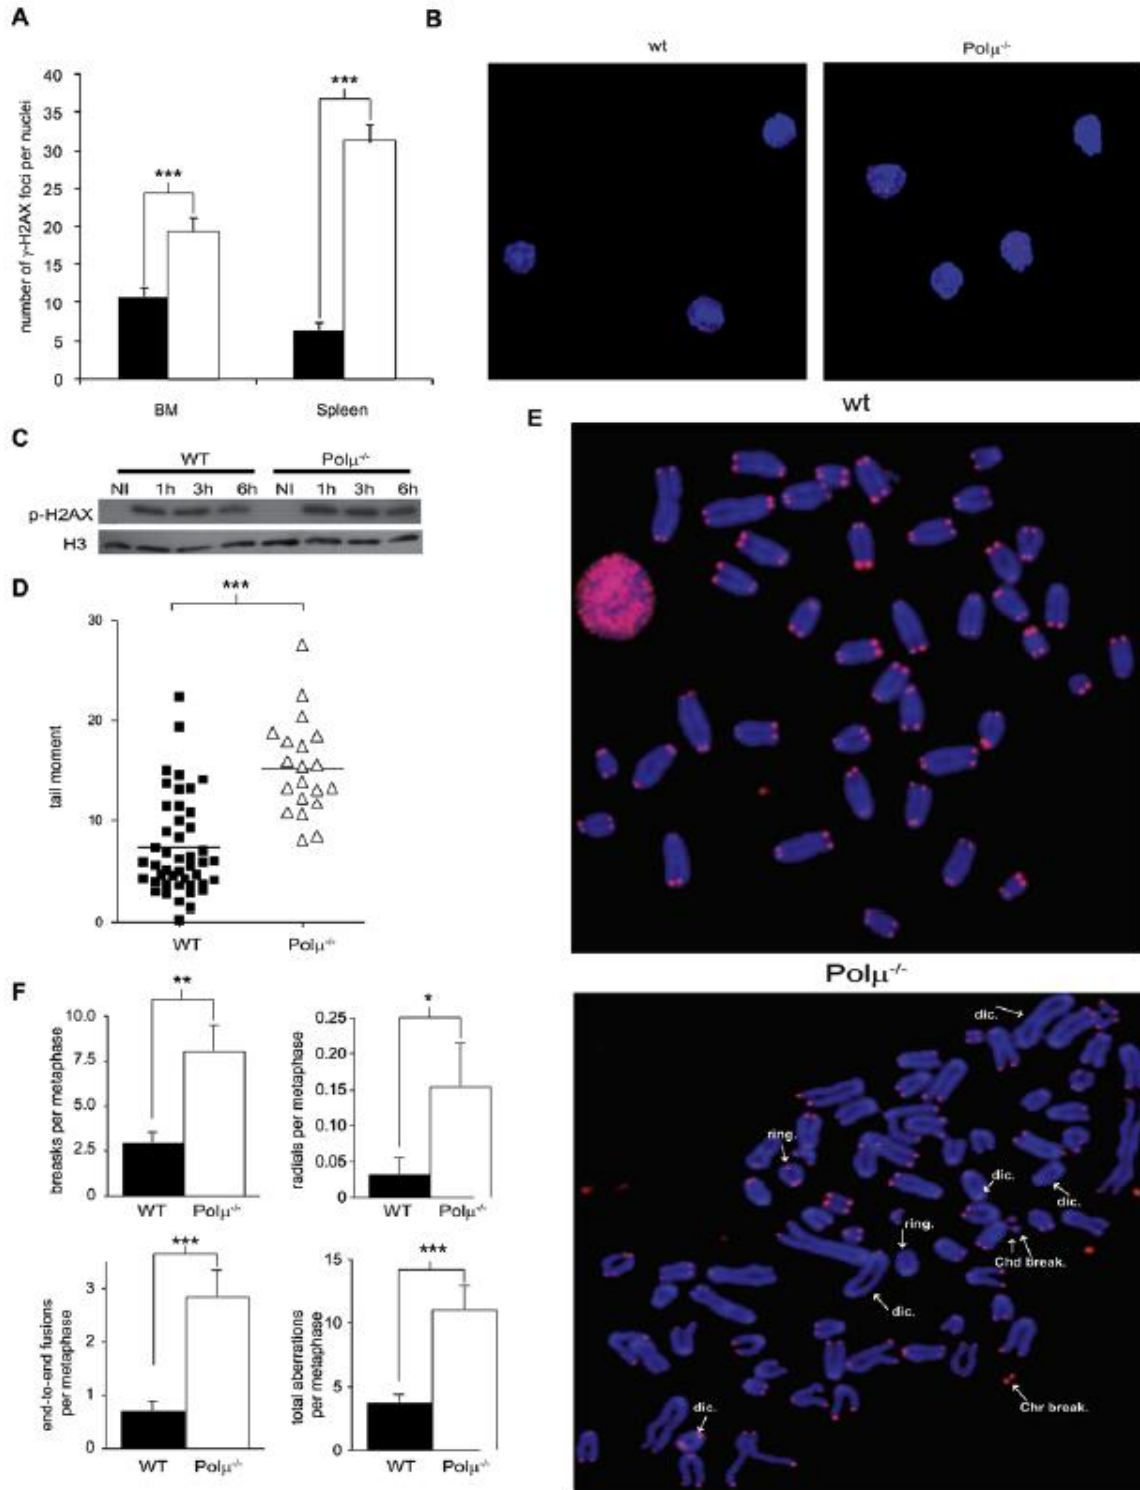 A
B
wt
Polμ-/-
40
35
30
25
20
15
10
5
0
number of γ-H2AX foci per nuclei
***
***
BM
Spleen
C
WT
Polμ-/-
NI 1h 3h 6h NI 1h 3h 6h
p-H2AX
H3
D
***
30
20
10
0
tail moment
WT
Polμ-/-
E
wt
Polμ-/-
dic.
ring.
dic.
dic.
ring.
Chd break.
dic.
Chr break.
dic.
F
**
10.0
7.5
5.0
2.5
0
breasks per metaphase
WT
Polμ-/-
*
0.25
0.20
0.15
0.10
0.05
0
radials per metaphase
WT
Polμ-/-
***
3
2
1
0
end-to-end fusions
per metaphase
WT
Polμ-/-
***
15
10
5
0
total aberrations
per metaphase
WT
Polμ-/-